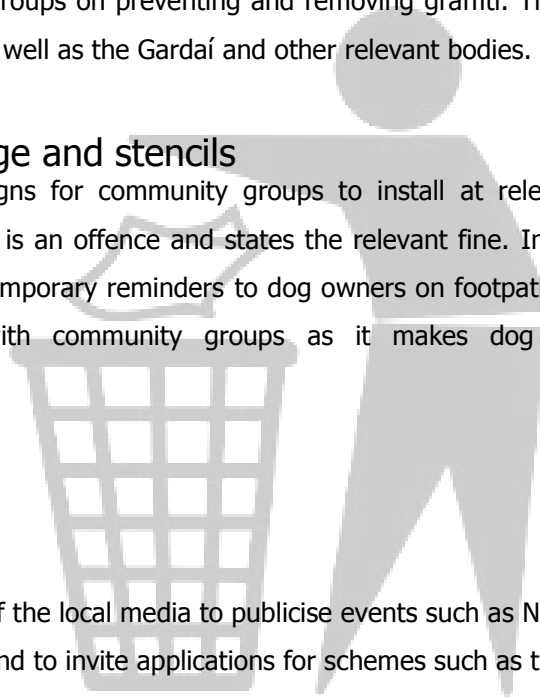 roups on preventing and removing graffiti. Th
well as the Gardaí and other relevant bodies.
ge and stencils
gns for community groups to install at rele
is an offence and states the relevant fine. In
mporary reminders to dog owners on footpat
ith community groups as it makes dog
f the local media to publicise events such as N
nd to invite applications for schemes such as t